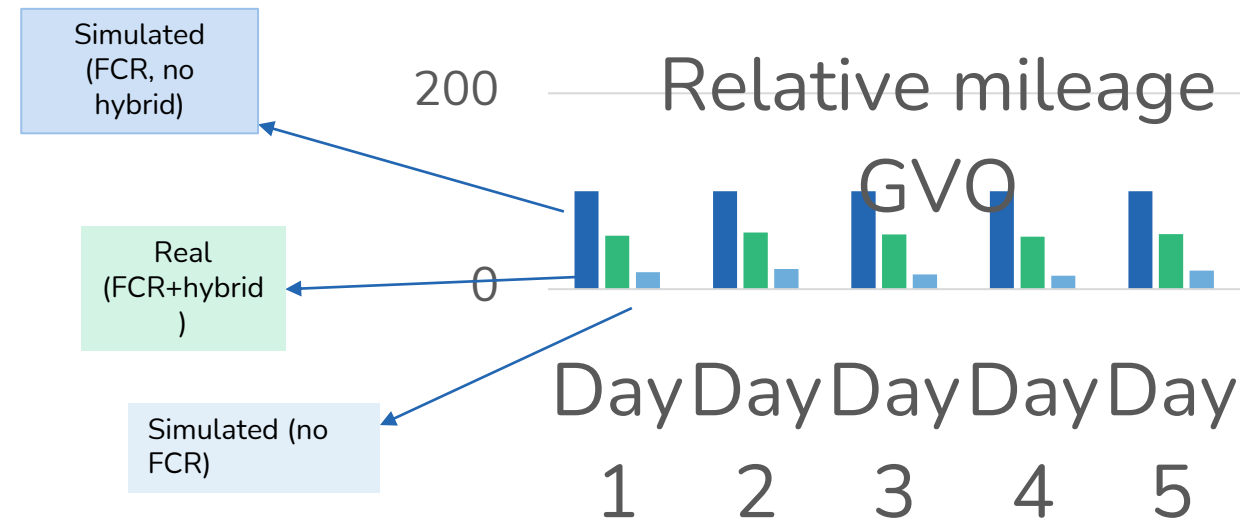 Simulated
(FCR, no
hybrid)
Real
(FCR+hybrid
)
Simulated (no
FCR)
Relative mileage
GVO
200
0
Day Day Day Day Day
1 2 3 4 5